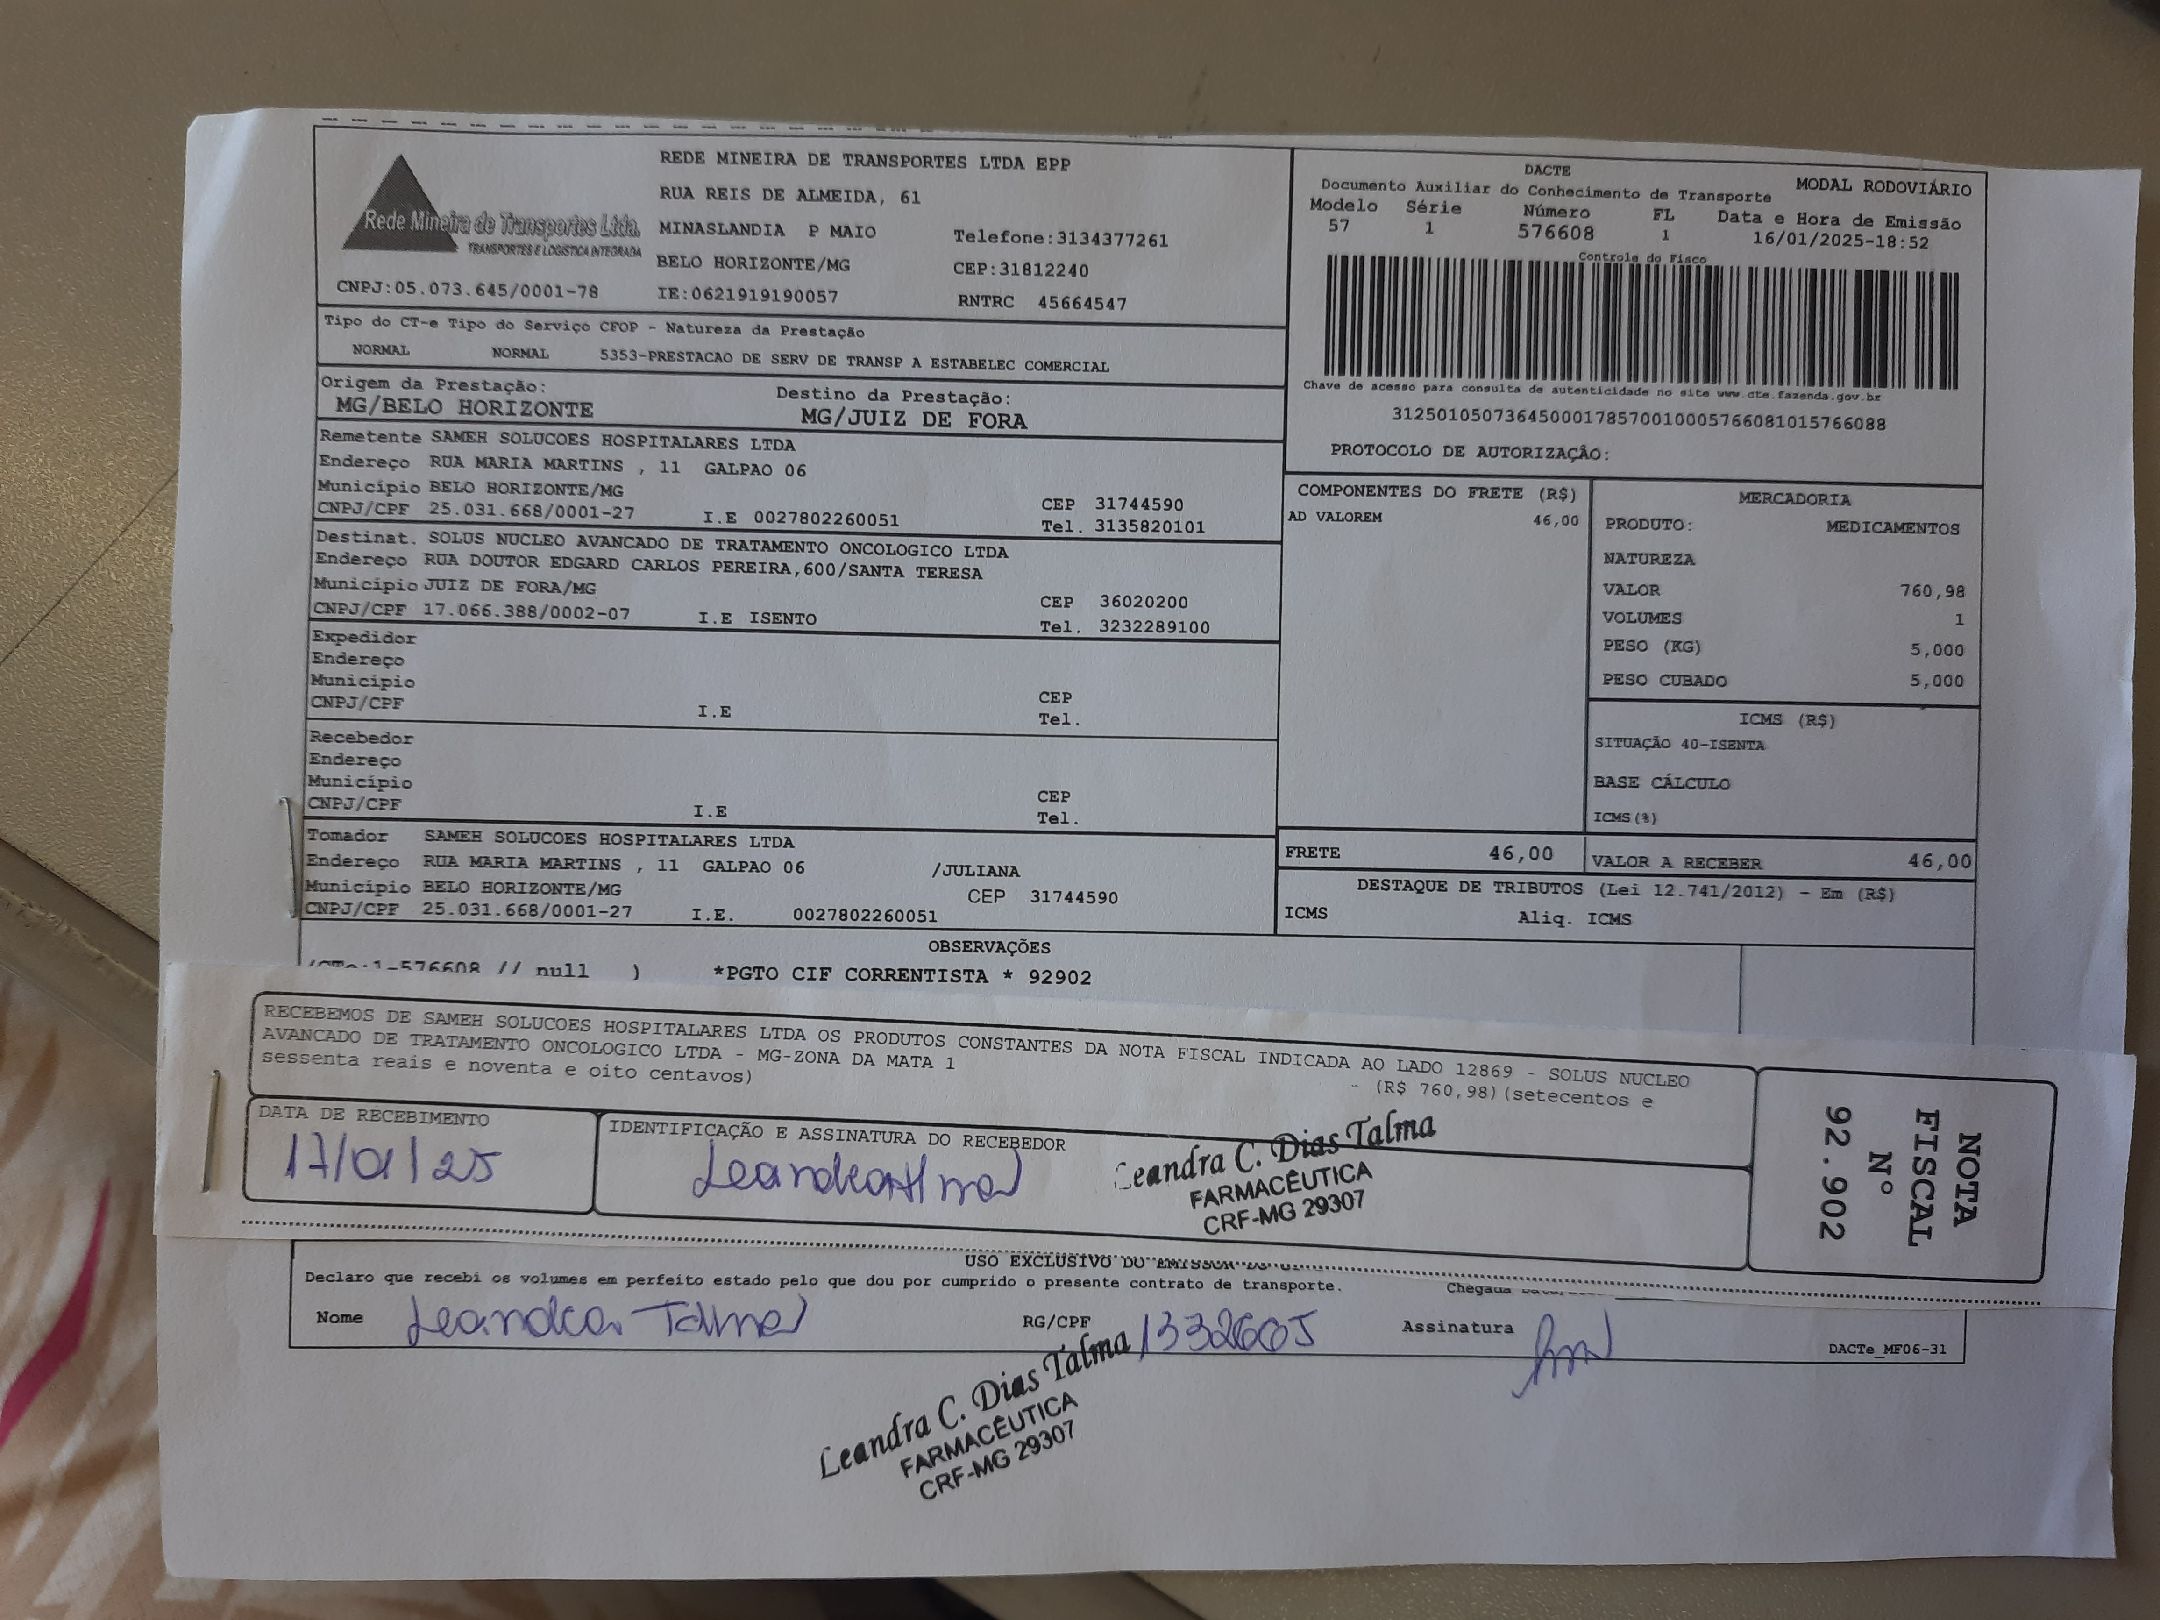 Rede Mineira de Transportes Ltda.
TRANSPORTES E LOGÍSTICA INTEGRADA
CNPJ:05.073.645/0001-78
REDE MINEIRA DE TRANSPORTES LTDA EPP
RUA REIS DE ALMEIDA, 61
MINASLANDIA P MAIO Telefone:3134377261
BELO HORIZONTE/MG CEP:31812240
IE:0621919190057 RNTRC 45664547
DACTE MODAL RODOVIÁRIO
Documento Auxiliar do Conhecimento de Transporte
Modelo Série Número FL Data e Hora de Emissão
57 1 576608 1 16/01/2025-18:52
Controle do Fisco
Chave de acesso para consulta de autenticidade no site www.cte.fazenda.gov.br
31250105073645000178570010005766081015766088
PROTOCOLO DE AUTORIZAÇÃO:
Tipo do CT-e Tipo do Serviço CFOP - Natureza da Prestação
NORMAL NORMAL 5353-PRESTACAO DE SERV DE TRANSP A ESTABELEC COMERCIAL
Origem da Prestação: Destino da Prestação:
MG/BELO HORIZONTE MG/JUIZ DE FORA
Remetente SAMEH SOLUCOES HOSPITALARES LTDA
Endereço RUA MARIA MARTINS , 11 GALPAO 06
Município BELO HORIZONTE/MG CEP 31744590
CNPJ/CPF 25.031.668/0001-27 I.E 0027802260051 Tel. 3135820101
Destinat. SOLUS NUCLEO AVANCADO DE TRATAMENTO ONCOLOGICO LTDA
Endereço RUA DOUTOR EDGARD CARLOS PEREIRA,600/SANTA TERESA
Município JUIZ DE FORA/MG CEP 36020200
CNPJ/CPF 17.066.388/0002-07 I.E ISENTO Tel. 3232289100
Expedidor
Endereço
Município CEP
CNPJ/CPF I.E Tel.
Recebedor
Endereço
Município CEP
CNPJ/CPF I.E Tel.
Tomador SAMEH SOLUCOES HOSPITALARES LTDA
Endereço RUA MARIA MARTINS , 11 GALPAO 06 /JULIANA
Município BELO HORIZONTE/MG CEP 31744590
CNPJ/CPF 25.031.668/0001-27 I.E. 0027802260051
COMPONENTES DO FRETE (R$)
AD VALOREM 46,00
MERCADORIA
PRODUTO: MEDICAMENTOS
NATUREZA
VALOR 760,98
VOLUMES 1
PESO (KG) 5,000
PESO CUBADO 5,000
ICMS (R$)
SITUAÇÃO 40-ISENTA
BASE CÁLCULO
ICMS(%)
FRETE 46,00 VALOR A RECEBER 46,00
DESTAQUE DE TRIBUTOS (Lei 12.741/2012) - Em (R$)
ICMS Aliq. ICMS
OBSERVAÇÕES
(CTe:1-576608 // null ) *PGTO CIF CORRENTISTA * 92902
RECEBEMOS DE SAMEH SOLUCOES HOSPITALARES LTDA OS PRODUTOS CONSTANTES DA NOTA FISCAL INDICADA AO LADO 12869 - SOLUS NUCLEO
AVANCADO DE TRATAMENTO ONCOLOGICO LTDA - MG-ZONA DA MATA 1 - (R$ 760,98)(setecentos e
sessenta reais e noventa e oito centavos)
DATA DE RECEBIMENTO
17/01/25
IDENTIFICAÇÃO E ASSINATURA DO RECEBEDOR
Leandra C. Dias Talma
FARMACÊUTICA
CRF-MG 29307
NOTA
FISCAL
Nº
92.902
USO EXCLUSIVO DO EMISSOR DO
Declaro que recebi os volumes em perfeito estado pelo que dou por cumprido o presente contrato de transporte. Chegada
Nome Leandra Talma RG/CPF 13326605 Assinatura
DACTe_MF06-31
Leandra C. Dias Talma
FARMACÊUTICA
CRF-MG 29307